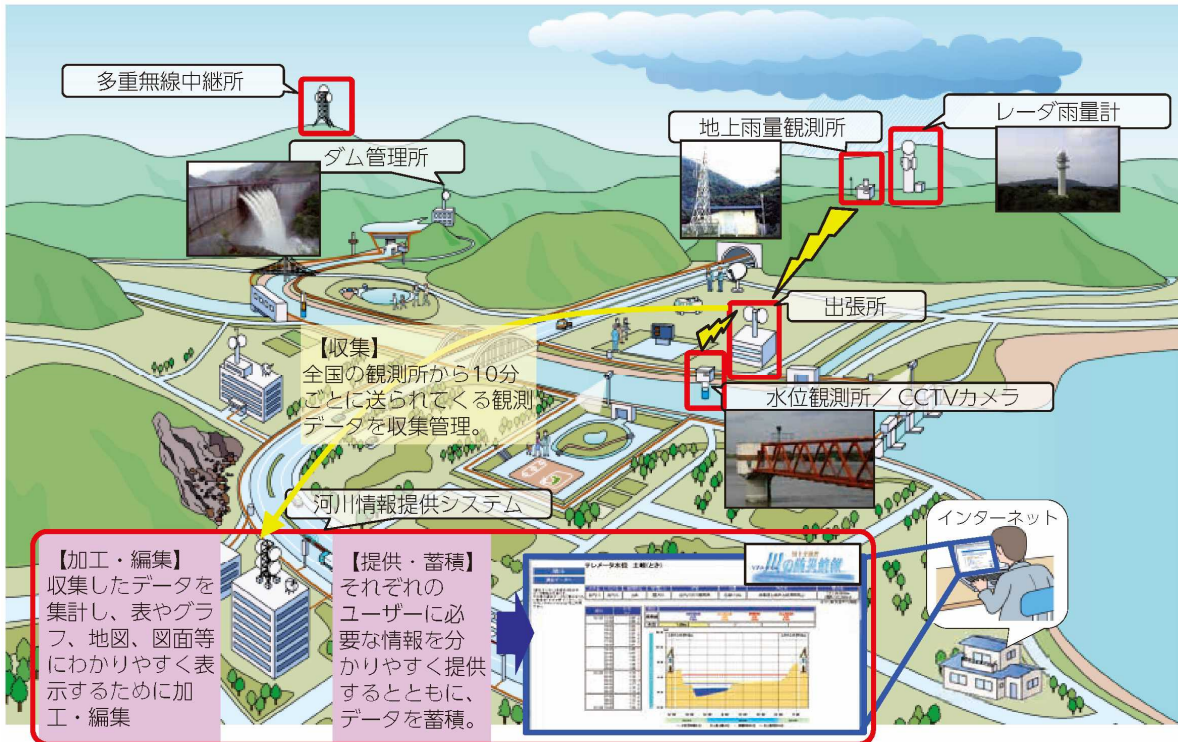 多重無線中継所
ダム管理所
地上雨量観測所
レーダ雨量計
出張所
【収集】
全国の観測所から10分
ごとに送られてくる観測
データを収集管理。
水位観測所／ CCTVカメラ
河川情報提供システム
インターネット
【加工・編集】
収集したデータを
集計し、表やグラ
フ、地図、図面等
にわかりやすく表
示するために加
工・編集
【提供・蓄積】
それぞれの
ユーザーに必
要な情報を分
かりやすく提供
するとともに、
データを蓄積。
川の防災情報